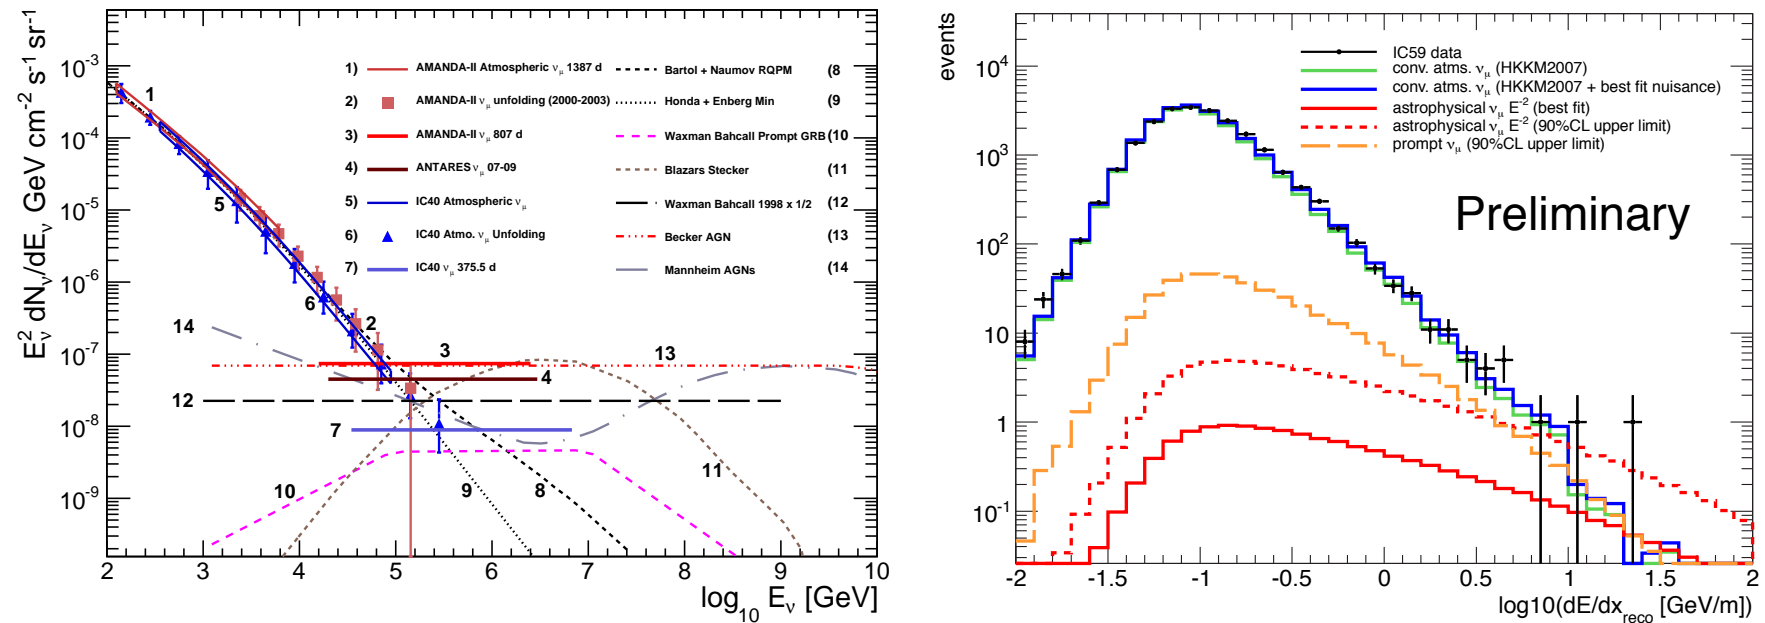 E²ν dNν/dEν GeV cm⁻² s⁻¹ sr⁻¹
10⁻³
10⁻⁴
10⁻⁵
10⁻⁶
10⁻⁷
10⁻⁸
10⁻⁹
1) AMANDA-II Atmospheric νμ 1387 d
2) AMANDA-II νμ unfolding (2000-2003)
3) AMANDA-II νμ 807 d
4) ANTARES νμ 07-09
5) IC40 Atmospheric νμ
6) IC40 Atmo. νμ Unfolding
7) IC40 νμ 375.5 d
Bartol + Naumov RQPM (8
Honda + Enberg Min (9
Waxman Bahcall Prompt GRB (10
Blazars Stecker (11
Waxman Bahcall 1998 x 1/2 (12
Becker AGN (13
Mannheim AGNs (14
1
5
6
2
14
3
13
4
12
7
10
9
8
11
2 3 4 5 6 7 8 9 10
log₁₀ Eν [GeV]
events
10⁴
10³
10²
10
1
10⁻¹
IC59 data
conv. atms. νμ (HKKM2007)
conv. atms. νμ (HKKM2007 + best fit nuisance)
astrophysical νμ E⁻² (best fit)
astrophysical νμ E⁻² (90%CL upper limit)
prompt νμ (90%CL upper limit)
Preliminary
-2 -1.5 -1 -0.5 0 0.5 1 1.5 2
log10(dE/dxreco [GeV/m])